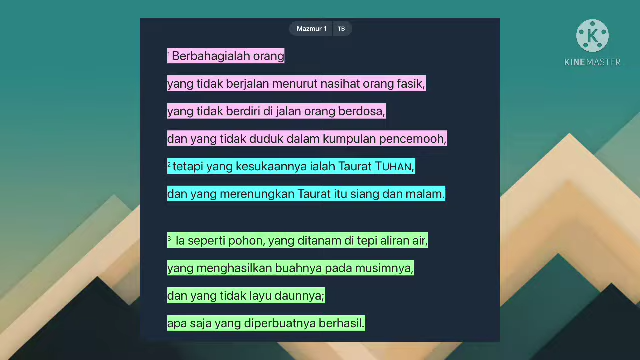 Mazmur 1 TB
KINEMASTER
1 Berbahagialah orang
yang tidak berjalan menurut nasihat orang fasik,
yang tidak berdiri di jalan orang berdosa,
dan yang tidak duduk dalam kumpulan pencemooh,
2 tetapi yang kesukaannya ialah Taurat TUHAN,
dan yang merenungkan Taurat itu siang dan malam.
3 Ia seperti pohon, yang ditanam di tepi aliran air,
yang menghasilkan buahnya pada musimnya,
dan yang tidak layu daunnya;
apa saja yang diperbuatnya berhasil.